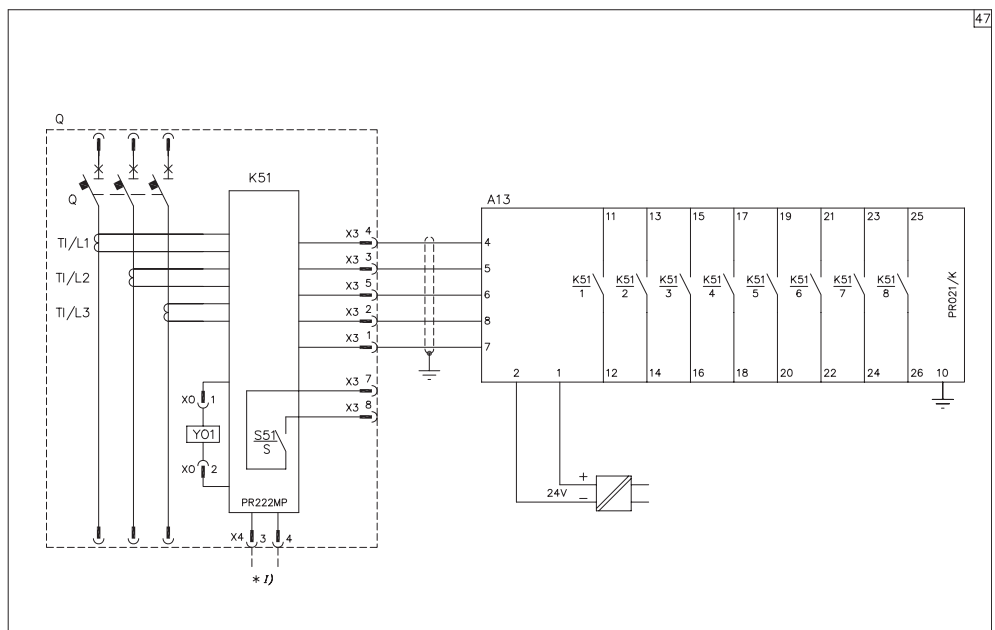 47
Q
K51
A13
Q
11 13 15 17 19 21 23 25
TI/L1
X3 4
4
TI/L2
X3 3
5
X3 5
6
TI/L3
X3 2
8
X3 1
7
K51
1
K51
2
K51
3
K51
4
K51
5
K51
6
K51
7
K51
8
PR021/K
2 1 12 14 16 18 20 22 24 26 10
X3 7
X3 8
X0 1
Y01
S51
S
X0 2
24V + −
PR222MP
X4 3 4
* I)